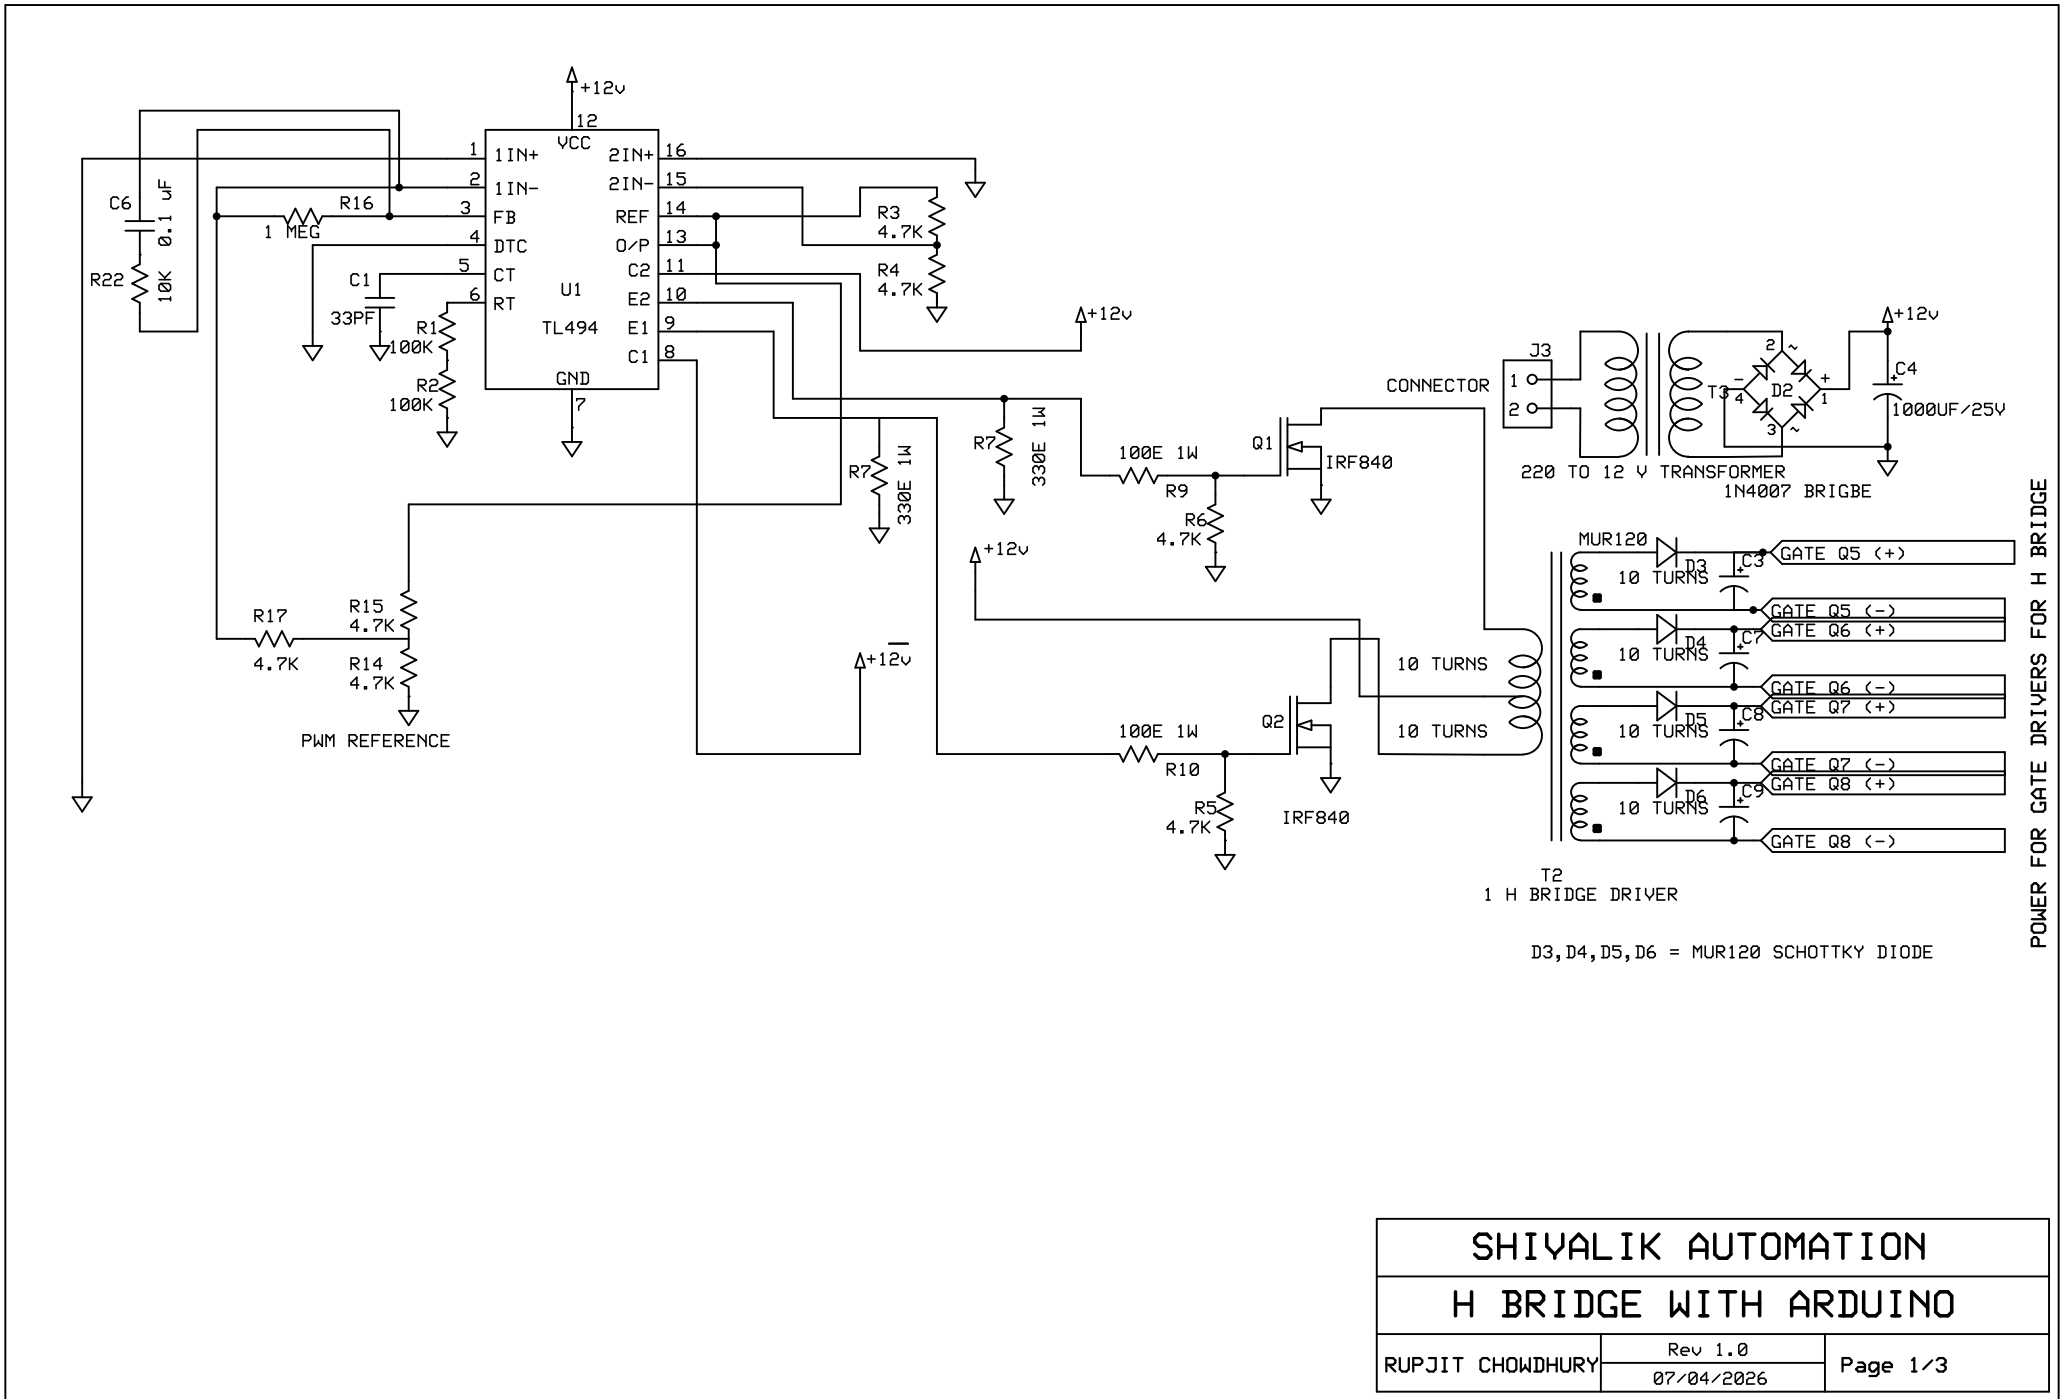 +12v
12
VCC
1 1IN+
2 1IN-
3 FB
4 DTC
5 CT
6 RT
2IN+ 16
2IN- 15
REF 14
O/P 13
C2 11
E2 10
E1 9
C1 8
U1
TL494
GND
7
C6
0.1 uF
R22
10K
R16
1 MEG
C1
33PF
R1
100K
R2
100K
R3
4.7K
R4
4.7K
+12v
R7
330E 1W
R7
330E 1W
100E 1W
R9
R6
4.7K
Q1
IRF840
+12v
R17
4.7K
R15
4.7K
R14
4.7K
PWM REFERENCE
+12v
100E 1W
R10
R5
4.7K
Q2
IRF840
10 TURNS
10 TURNS
CONNECTOR
J3
1
2
220 TO 12 V TRANSFORMER
T3
2 ~
- 4
D2
+ 1
3 ~
1N4007 BRIGBE
+12v
+
C4
1000UF/25V
MUR120
D3
10 TURNS
+ C3
GATE Q5 (+)
GATE Q5 (-)
D4
10 TURNS
+ C7
GATE Q6 (+)
GATE Q6 (-)
D5
10 TURNS
+ C8
GATE Q7 (+)
GATE Q7 (-)
D6
10 TURNS
+ C9
GATE Q8 (+)
GATE Q8 (-)
T2
1 H BRIDGE DRIVER
D3,D4,D5,D6 = MUR120 SCHOTTKY DIODE
POWER FOR GATE DRIVERS FOR H BRIDGE
SHIVALIK AUTOMATION
H BRIDGE WITH ARDUINO
RUPJIT CHOWDHURY
Rev 1.0
07/04/2026
Page 1/3